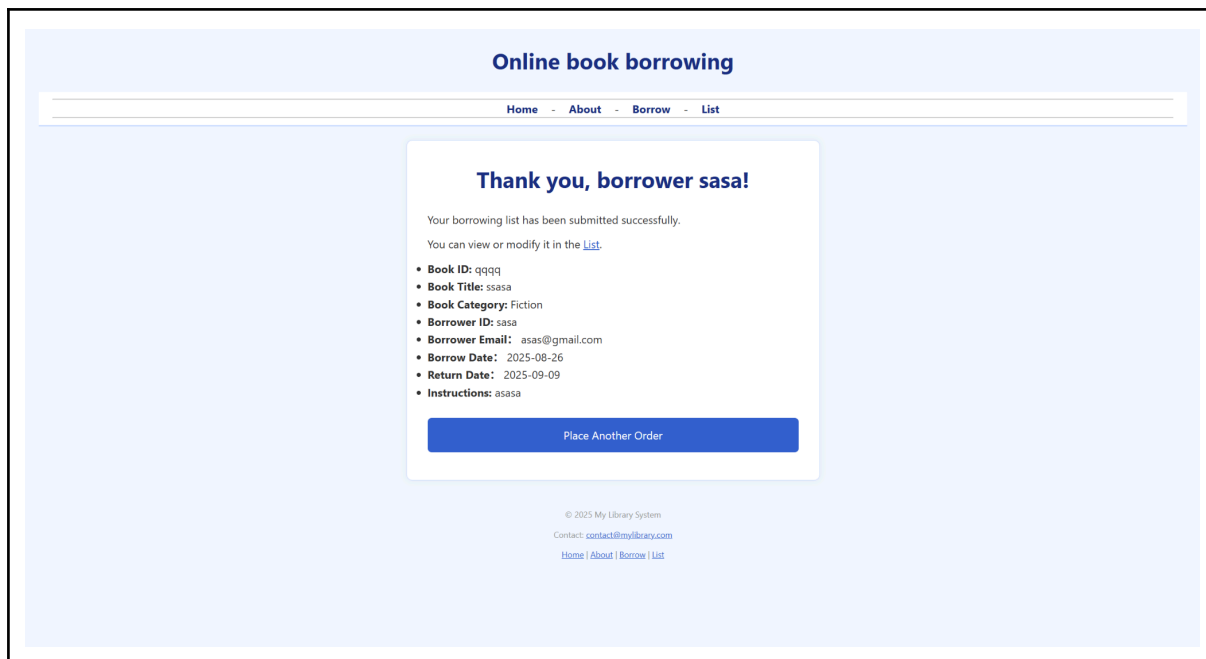 Online book borrowing
Home - About - Borrow - List
Thank you, borrower sasa!
Your borrowing list has been submitted successfully.
You can view or modify it in the List.
• Book ID: qqqq
• Book Title: ssasa
• Book Category: Fiction
• Borrower ID: sasa
• Borrower Email： asas@gmail.com
• Borrow Date： 2025-08-26
• Return Date： 2025-09-09
• Instructions: asasa
Place Another Order
© 2025 My Library System
Contact: contact@mylibrary.com
Home | About | Borrow | List